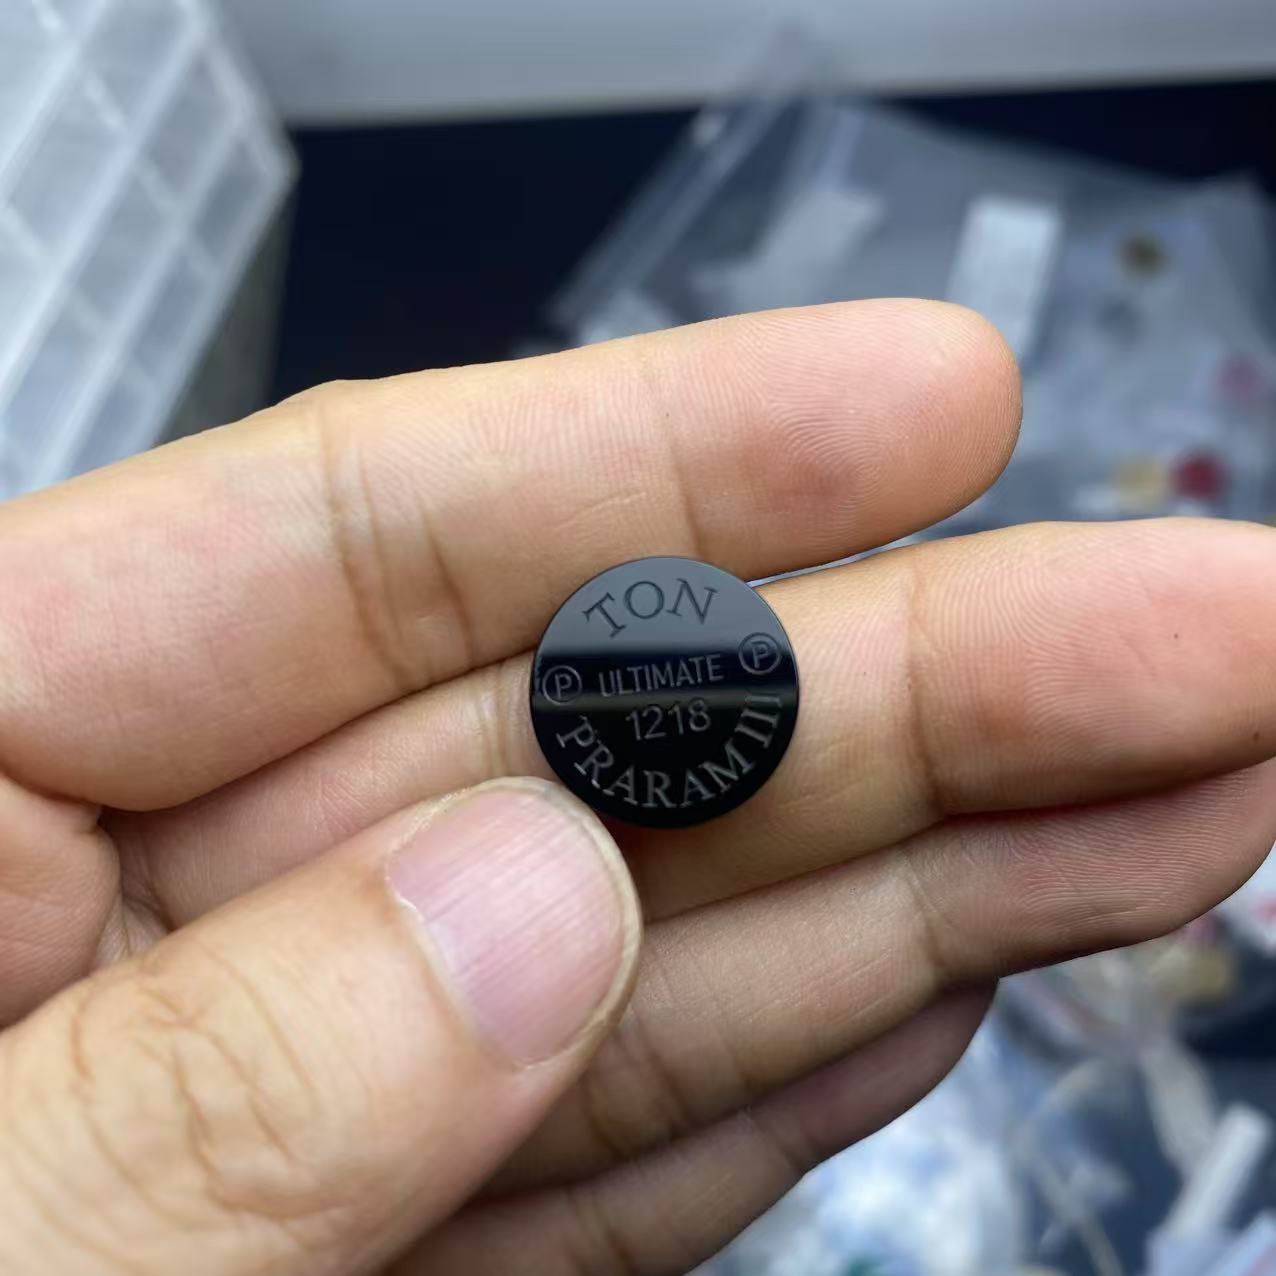 TON
Ⓟ ULTIMATE Ⓟ
1218
PRARAM III